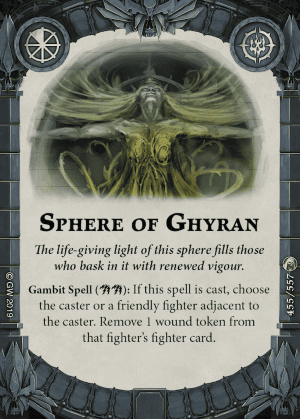 SPHERE OF GHYRAN
The life-giving light of this sphere fills those
who bask in it with renewed vigour.
Gambit Spell ( ): If this spell is cast, choose
the caster or a friendly fighter adjacent to
the caster. Remove 1 wound token from
that fighter's fighter card.
© GW 2019
455/557